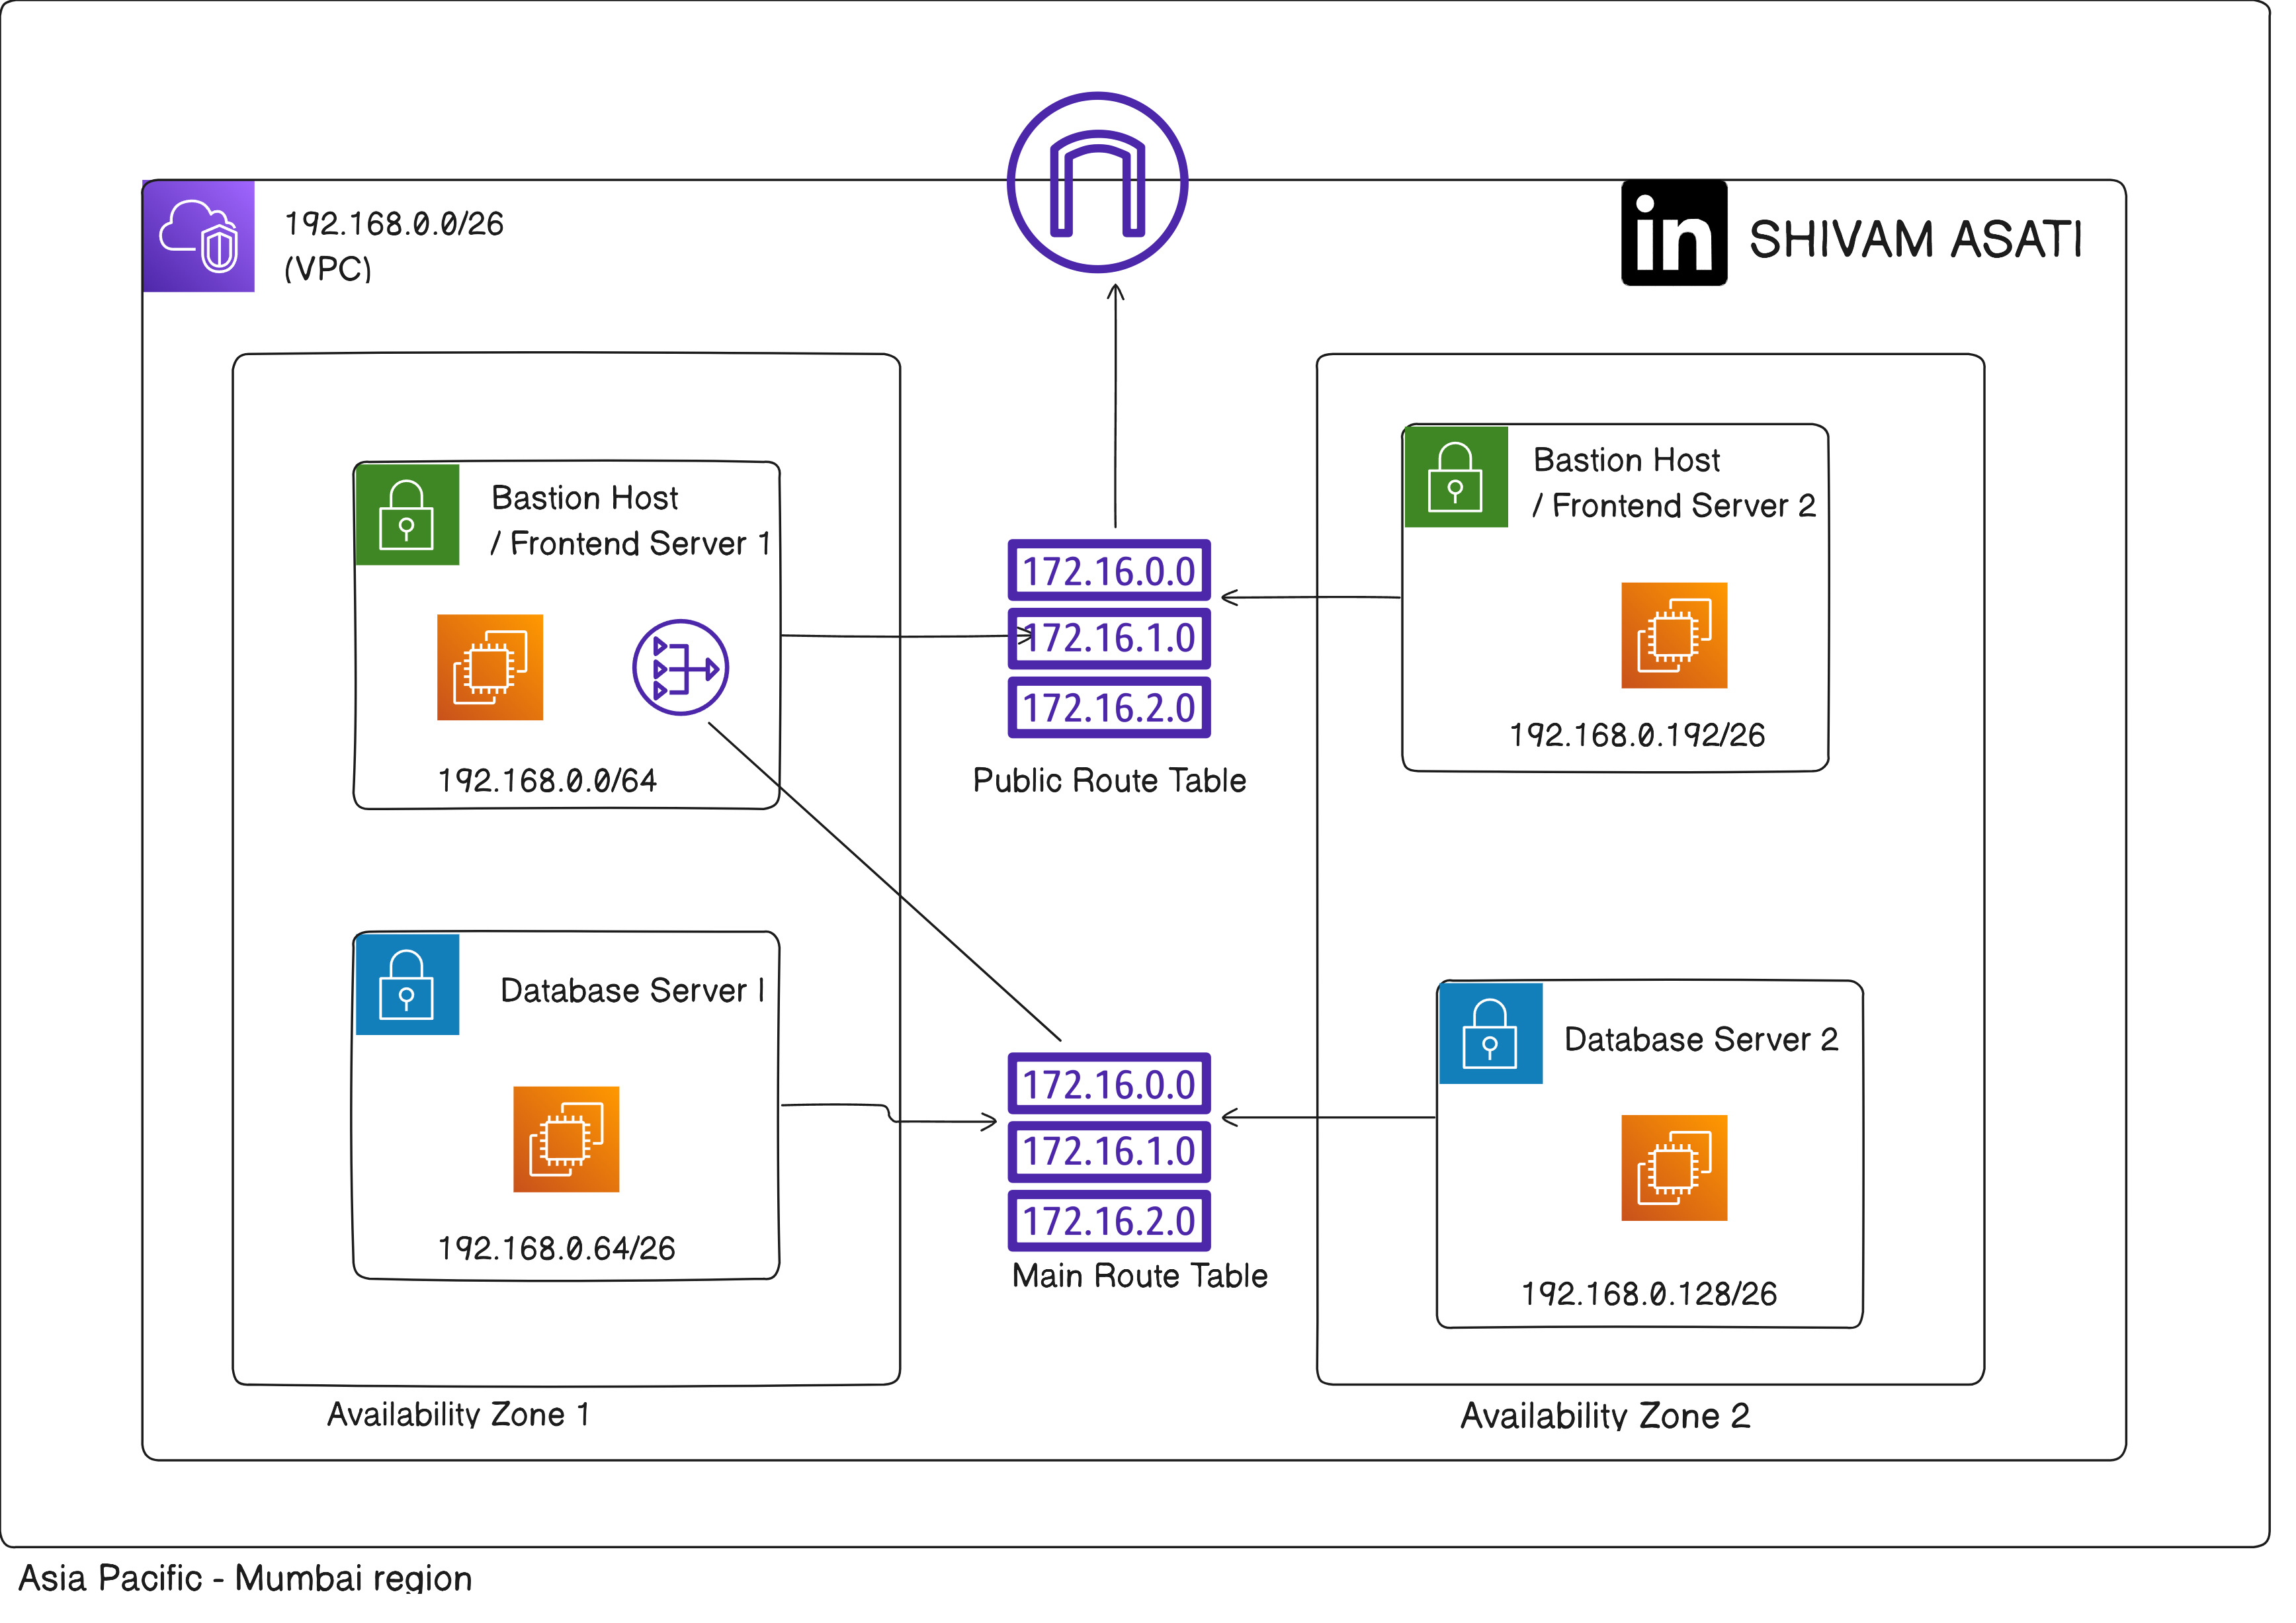 192.168.0.0/26
(VPC)
in
SHIVAM ASATI
Bastion Host
/ Frontend Server 1
192.168.0.0/64
172.16.0.0
172.16.1.0
172.16.2.0
Public Route Table
Bastion Host
/ Frontend Server 2
192.168.0.192/26
Database Server 1
192.168.0.64/26
172.16.0.0
172.16.1.0
172.16.2.0
Main Route Table
Database Server 2
192.168.0.128/26
Availability Zone 1
Availability Zone 2
Asia Pacific - Mumbai region